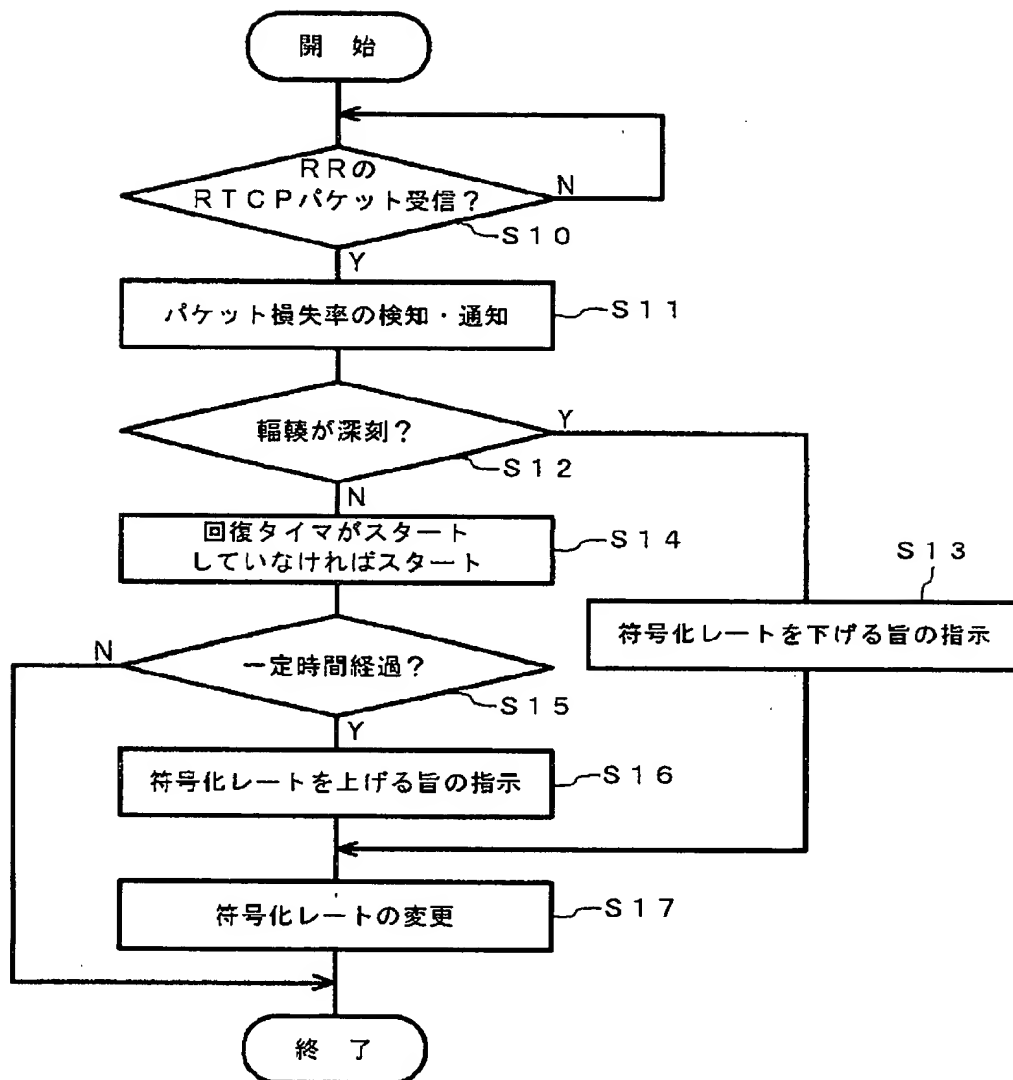 開 始
RRの
RTCPパケット受信?
N
S10
Y
パケット損失率の検知・通知
S11
輻輳が深刻?
Y
S12
N
回復タイマがスタート
していなければスタート
S14
S13
符号化レートを下げる旨の指示
N
一定時間経過?
S15
Y
符号化レートを上げる旨の指示
S16
符号化レートの変更
S17
終 了